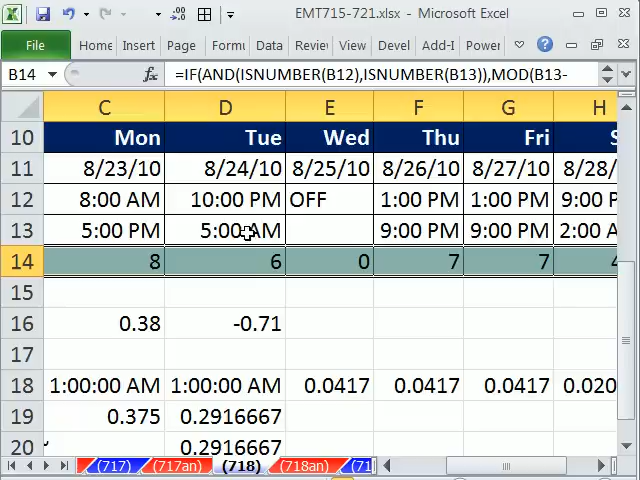 EMT715-721.xlsx - Microsoft Excel
File Home Insert Page Formu Data Review View Devel Add-I Power
B14 fx =IF(AND(ISNUMBER(B12),ISNUMBER(B13)),MOD(B13-
C D E F G H
10 Mon Tue Wed Thu Fri S
11 8/23/10 8/24/10 8/25/10 8/26/10 8/27/10 8/28/
12 8:00 AM 10:00 PM OFF 1:00 PM 1:00 PM 9:00 P
13 5:00 PM 5:00 AM 9:00 PM 9:00 PM 2:00 A
14 8 6 0 7 7 4
15
16 0.38 -0.71
17
18 1:00:00 AM 1:00:00 AM 0.0417 0.0417 0.0417 0.020
19 0.375 0.2916667
20 0.2916667
(717) (717an) (718) (718an) (71